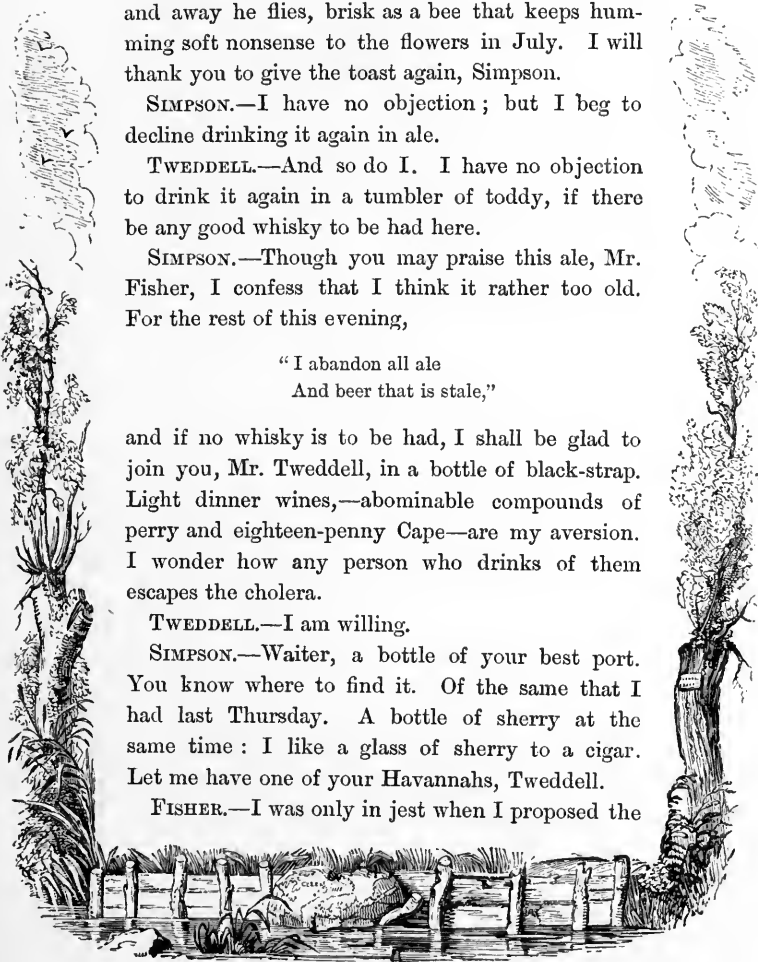 and away he flies, brisk as a bee that keeps hum-
ming soft nonsense to the flowers in July. I will
thank you to give the toast again, Simpson.
Simpson.—I have no objection; but I beg to
decline drinking it again in ale.
Tweddell.—And so do I. I have no objection
to drink it again in a tumbler of toddy, if there
be any good whisky to be had here.
Simpson.—Though you may praise this ale, Mr.
Fisher, I confess that I think it rather too old.
For the rest of this evening,
"I abandon all ale
And beer that is stale,"
and if no whisky is to be had, I shall be glad to
join you, Mr. Tweddell, in a bottle of black-strap.
Light dinner wines,—abominable compounds of
perry and eighteen-penny Cape—are my aversion.
I wonder how any person who drinks of them
escapes the cholera.
Tweddell.—I am willing.
Simpson.—Waiter, a bottle of your best port.
You know where to find it. Of the same that I
had last Thursday. A bottle of sherry at the
same time: I like a glass of sherry to a cigar.
Let me have one of your Havannahs, Tweddell.
Fisher.—I was only in jest when I proposed the